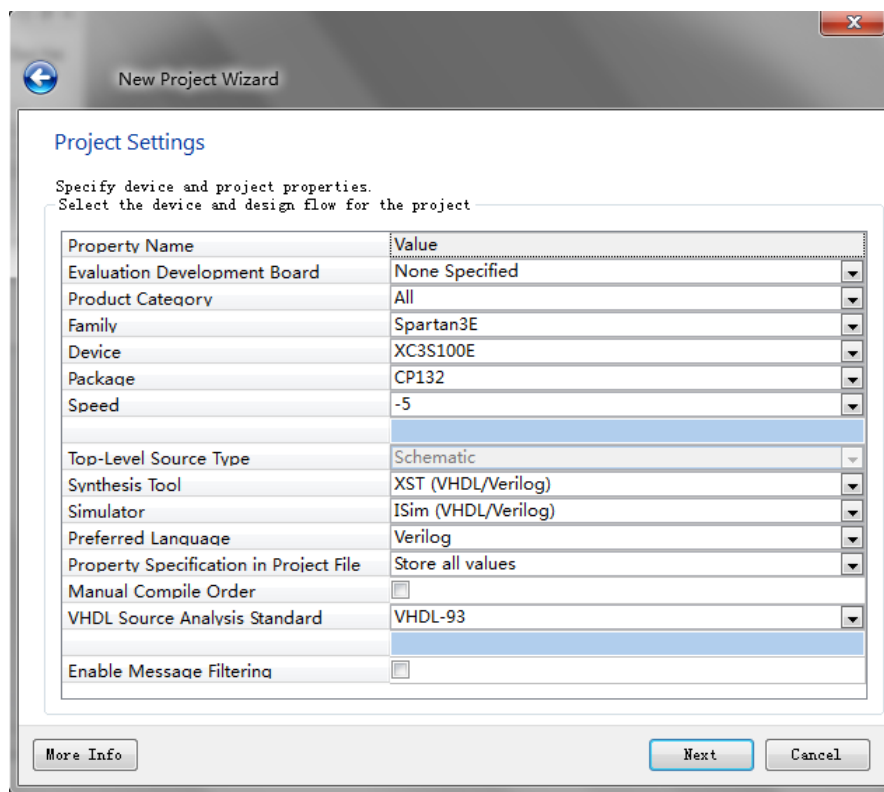 New Project Wizard
Project Settings
Specify device and project properties.
Select the device and design flow for the project
Property Name Value
Evaluation Development Board None Specified
Product Category All
Family Spartan3E
Device XC3S100E
Package CP132
Speed -5
Top-Level Source Type Schematic
Synthesis Tool XST (VHDL/Verilog)
Simulator ISim (VHDL/Verilog)
Preferred Language Verilog
Property Specification in Project File Store all values
Manual Compile Order
VHDL Source Analysis Standard VHDL-93
Enable Message Filtering
More Info Next Cancel